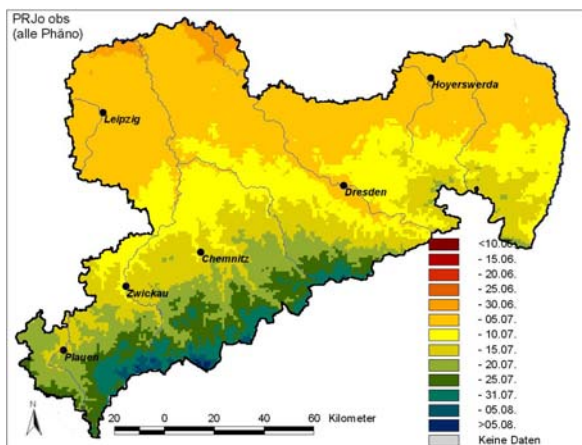 PRJo obs
(alle Phäno)
Hoyerswerda
Leipzig
Dresden
Chemnitz
Zwickau
Plauen
<10.06.
- 15.06.
- 20.06.
- 25.06.
- 30.06.
- 05.07.
- 10.07.
- 15.07.
- 20.07.
- 25.07.
- 31.07.
- 05.08.
>05.08.
Keine Daten
N
20 0 20 40 60 Kilometer